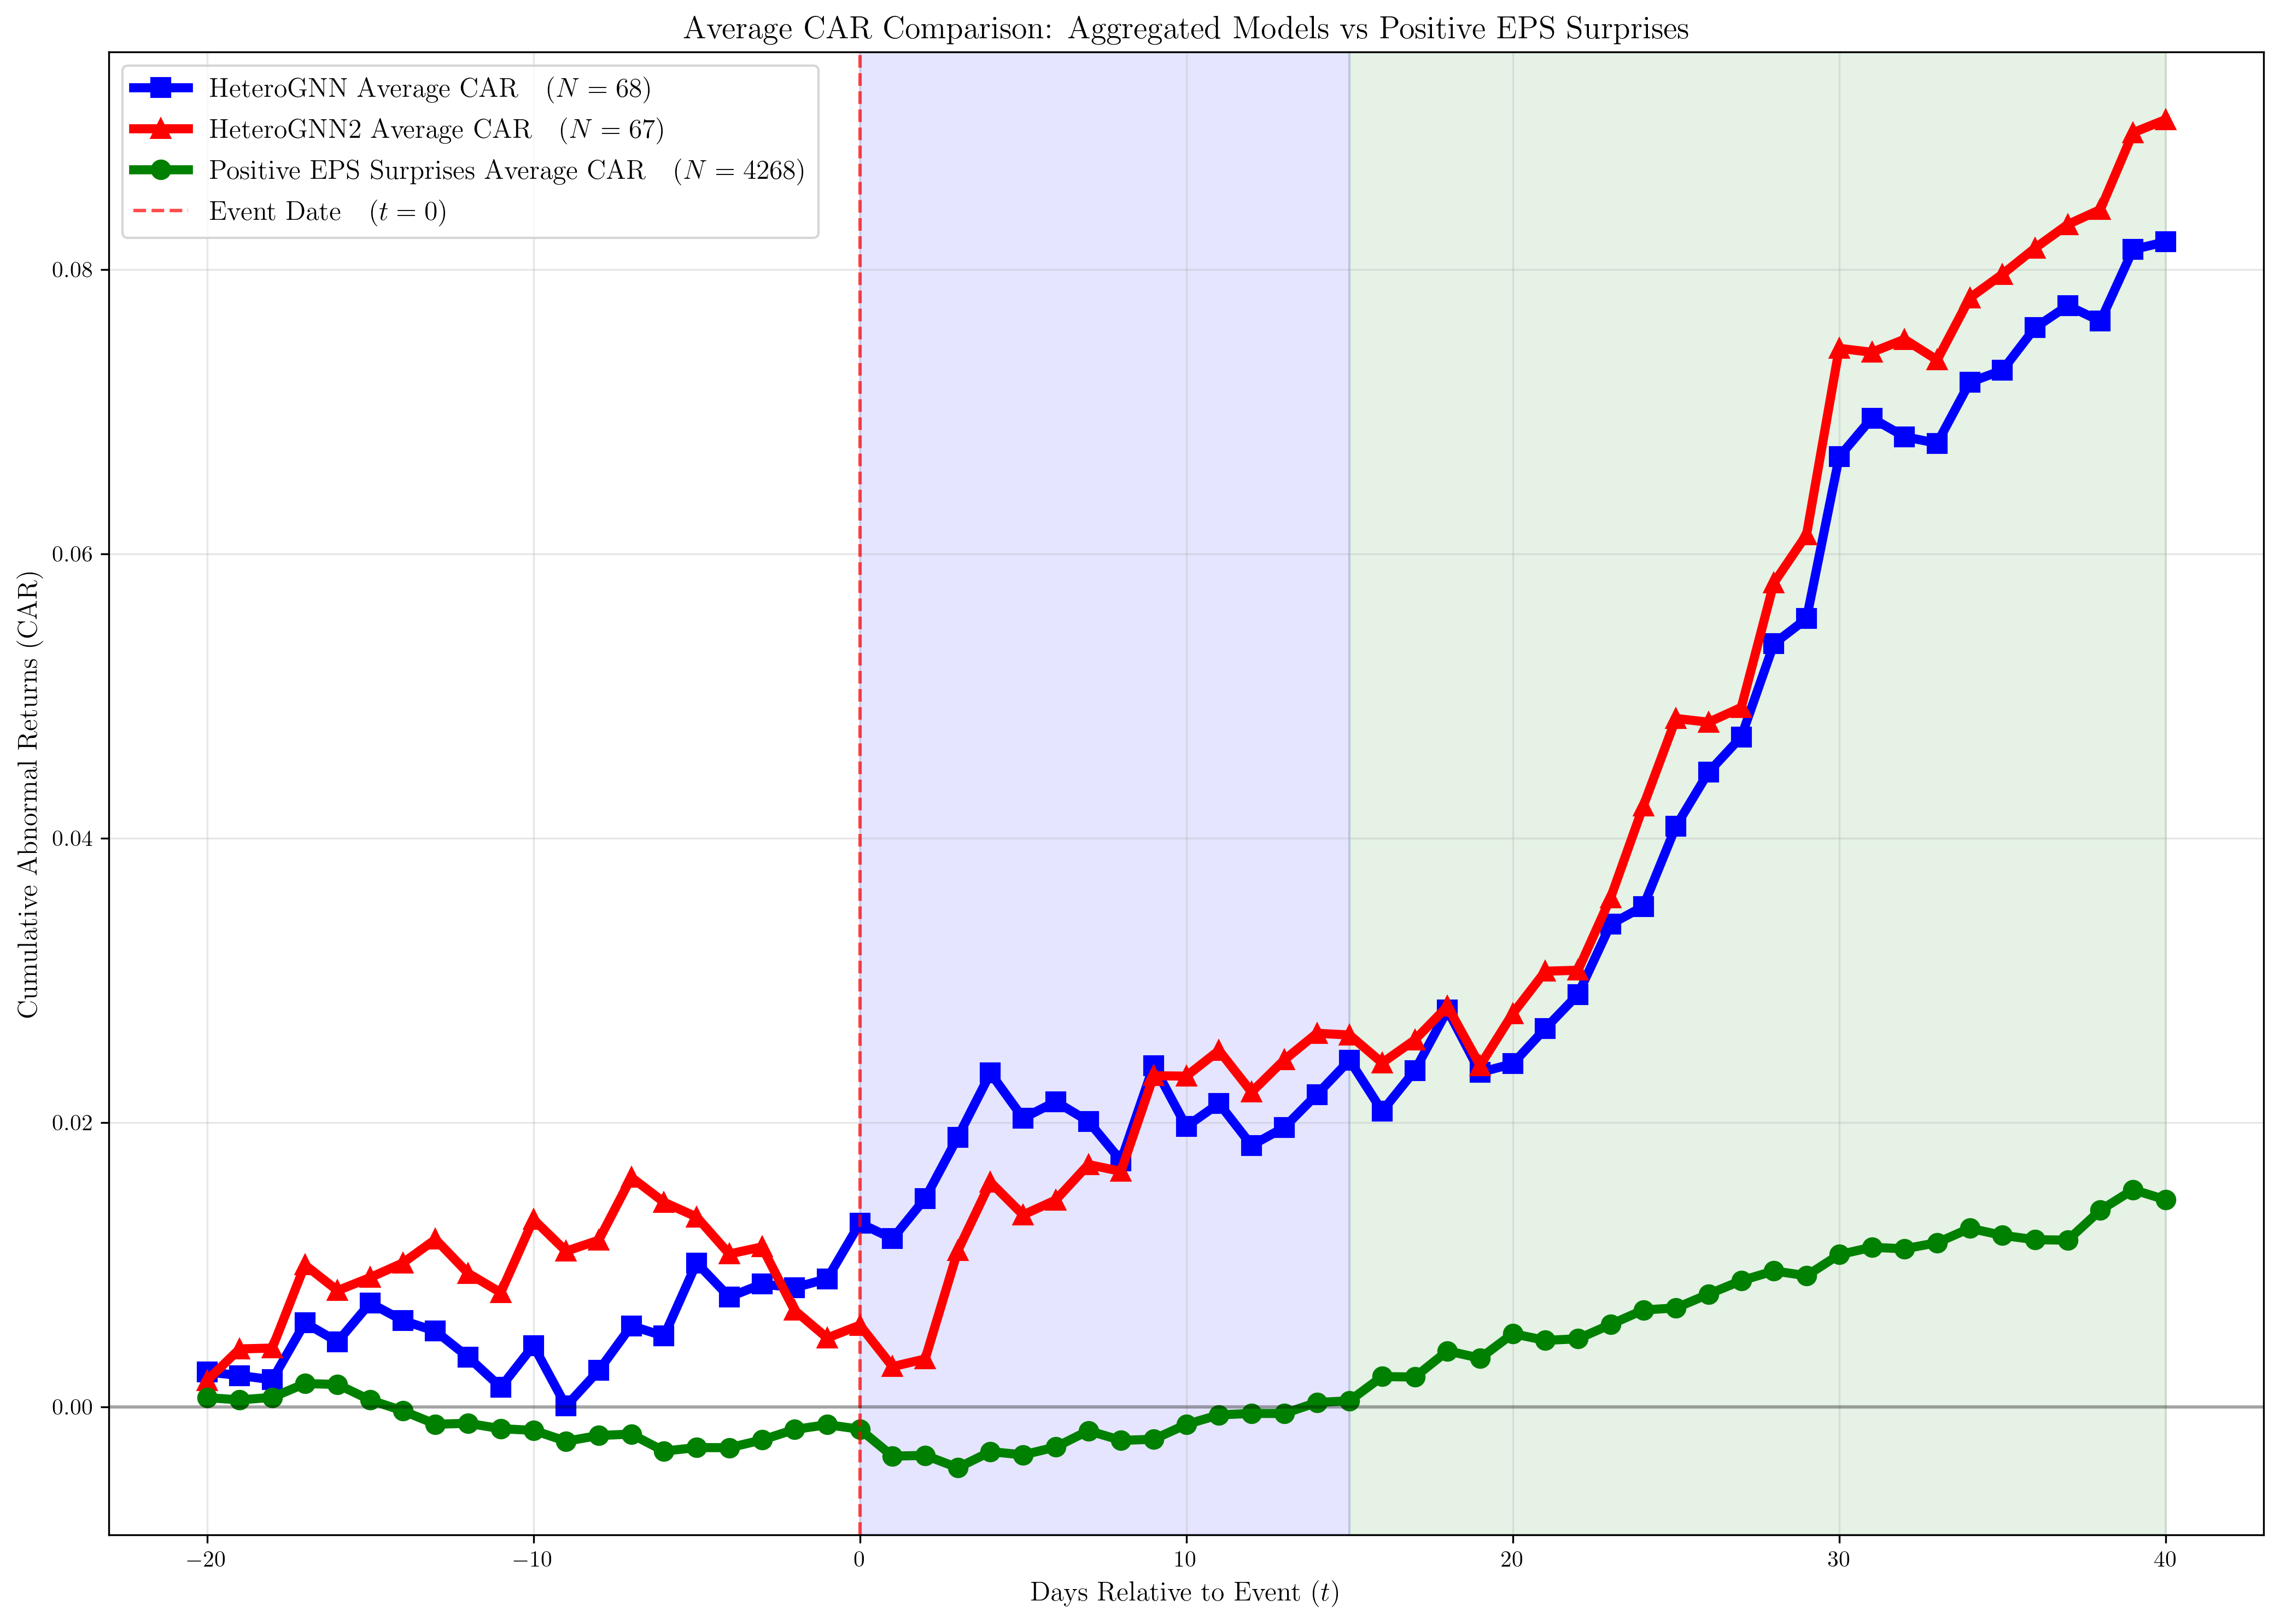 Average CAR Comparison: Aggregated Models vs Positive EPS Surprises
HeteroGNN Average CAR (N = 68)
HeteroGNN2 Average CAR (N = 67)
Positive EPS Surprises Average CAR (N = 4268)
Event Date (t = 0)
Cumulative Abnormal Returns (CAR)
0.08
0.06
0.04
0.02
0.00
−20 −10 0 10 20 30 40
Days Relative to Event (t)